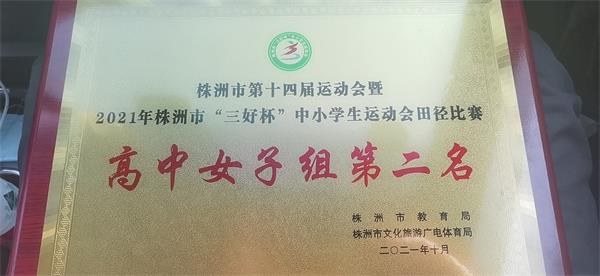 株洲市第十四届运动会暨
2021年株洲市“三好杯”中小学生运动会田径比赛
高中女子组第二名
株洲市教育局
株洲市文化旅游广电体育局
二〇二一年十月